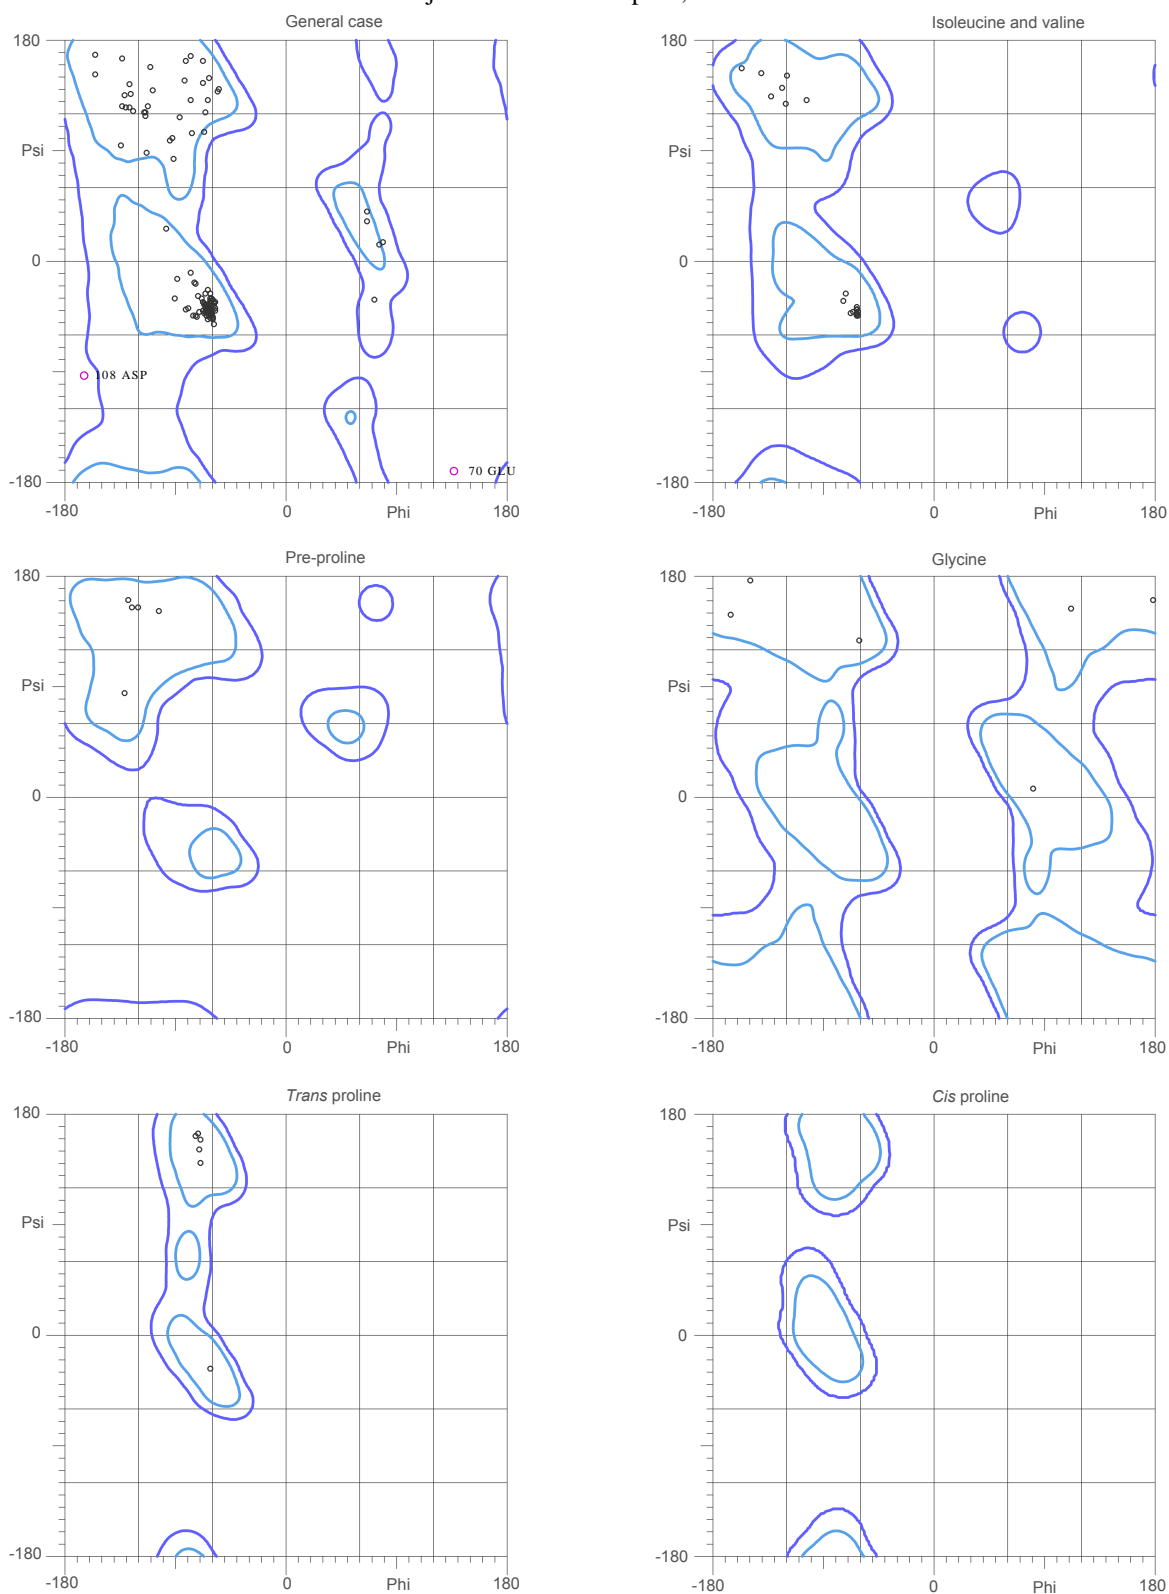 General case
Isoleucine and valine
180
180
Psi
Psi
0
0
108 ASP
70 GLU
-180
-180
-180
0
Phi
180
-180
0
Phi
180
Pre-proline
Glycine
180
180
Psi
Psi
0
0
-180
-180
-180
0
Phi
180
-180
0
Phi
180
Trans proline
Cis proline
180
180
Psi
Psi
0
0
-180
-180
-180
0
Phi
180
-180
0
Phi
180